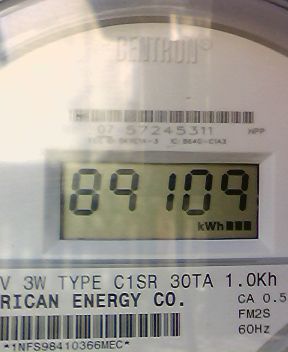 CENTRON®
07 57245311 HPP
89109
kWh
V 3W TYPE C1SR 30TA 1.0Kh
RICAN ENERGY CO.
CA 0.5
FM2S
60Hz
*1NFS98410366MEC*